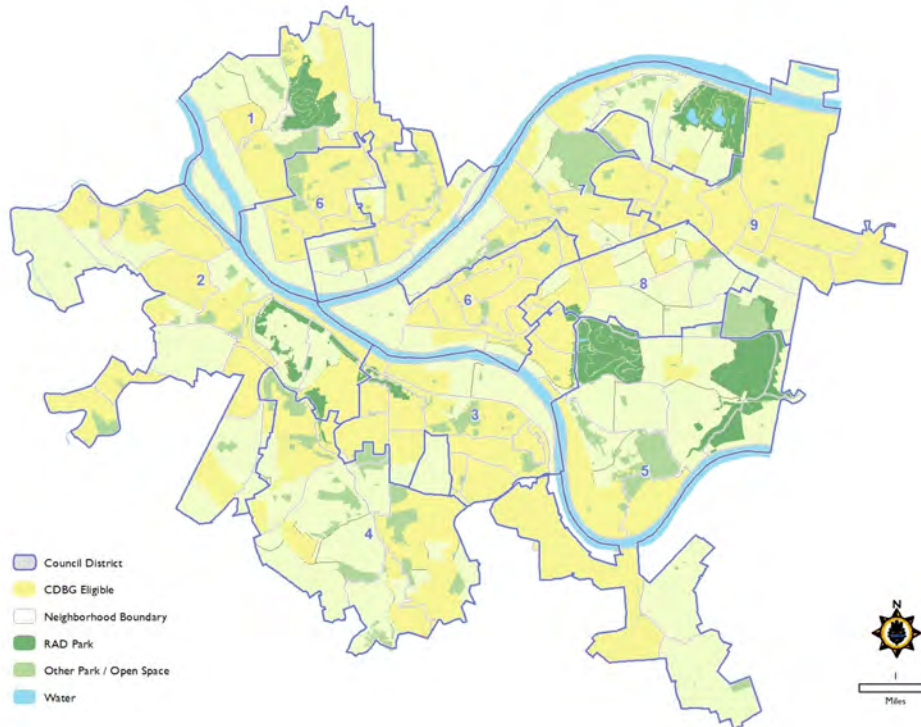 1
6
7
9
2
8
6
3
5
4
Council District
CDBG Eligible
Neighborhood Boundary
RAD Park
Other Park / Open Space
Water
N
1
Miles